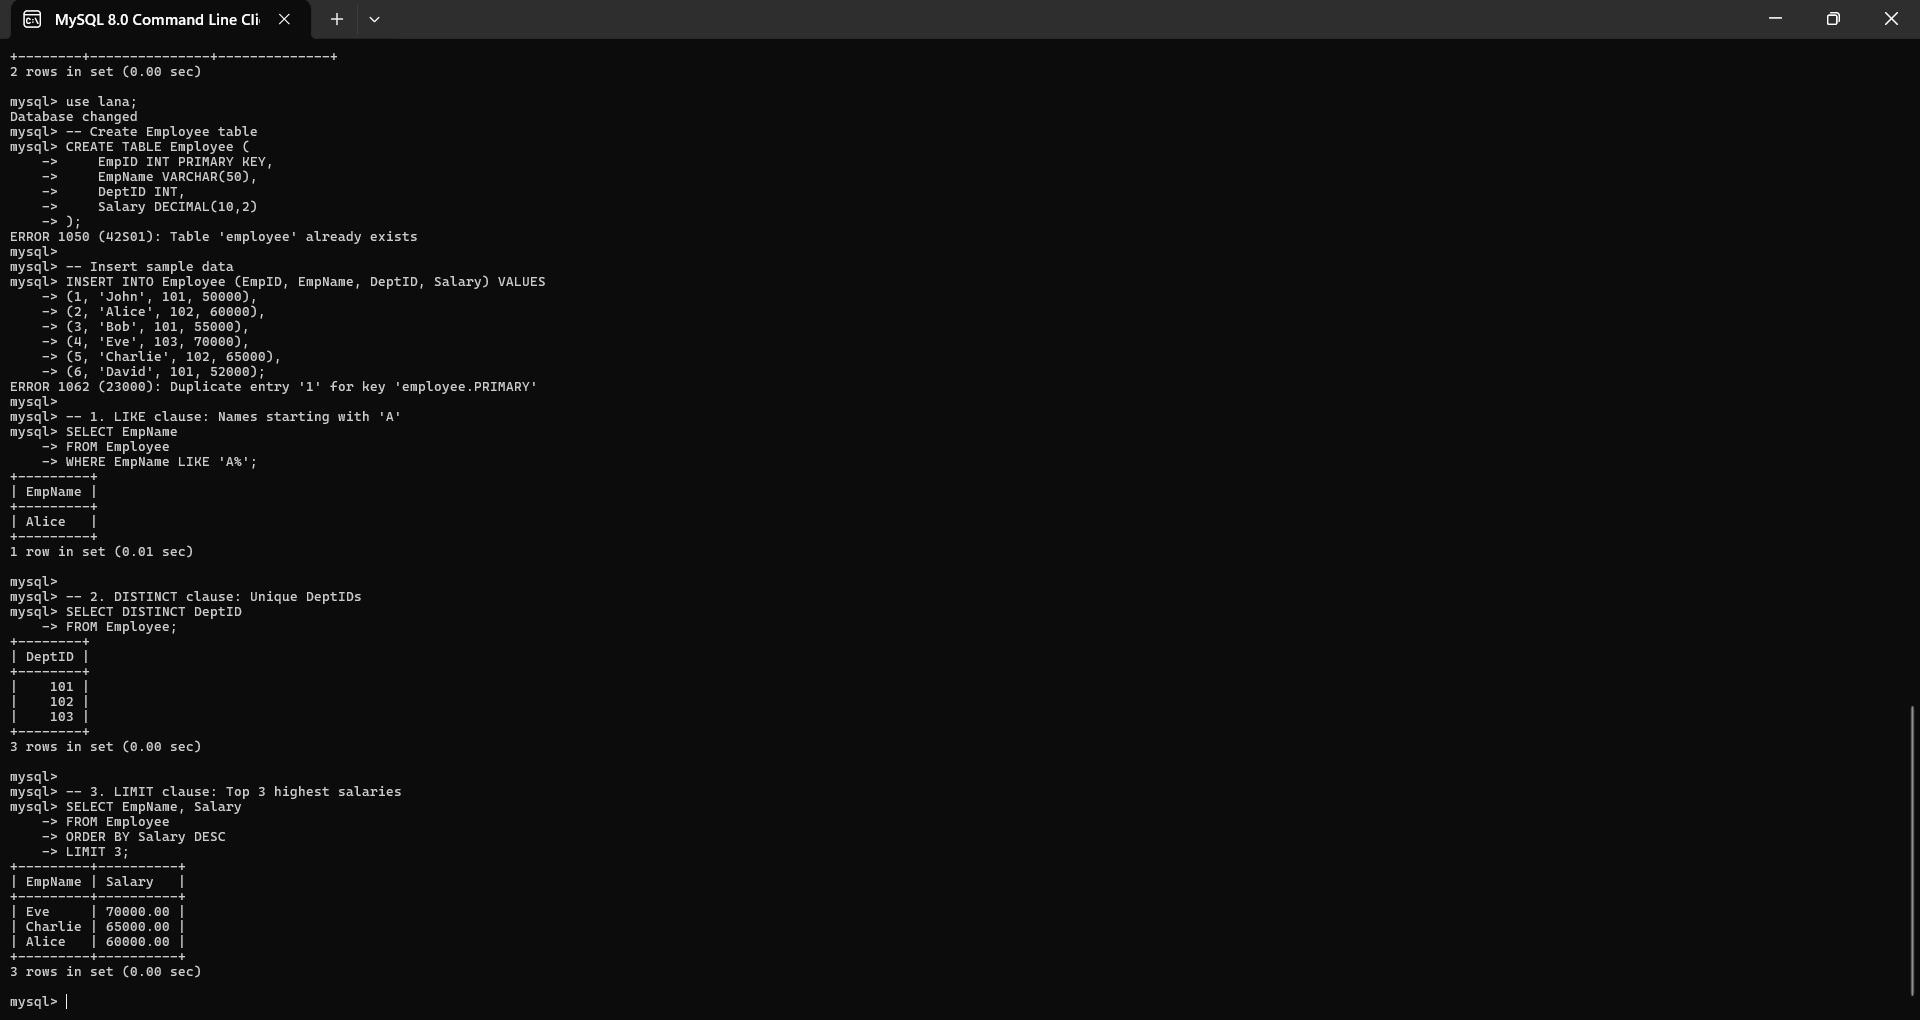 MySQL 8.0 Command Line Cli
+--------+---------------+--------------+
2 rows in set (0.00 sec)
mysql> use lana;
Database changed
mysql> -- Create Employee table
mysql> CREATE TABLE Employee (
    ->     EmpID INT PRIMARY KEY,
    ->     EmpName VARCHAR(50),
    ->     DeptID INT,
    ->     Salary DECIMAL(10,2)
    -> );
ERROR 1050 (42S01): Table 'employee' already exists
mysql>
mysql> -- Insert sample data
mysql> INSERT INTO Employee (EmpID, EmpName, DeptID, Salary) VALUES
    -> (1, 'John', 101, 50000),
    -> (2, 'Alice', 102, 60000),
    -> (3, 'Bob', 101, 55000),
    -> (4, 'Eve', 103, 70000),
    -> (5, 'Charlie', 102, 65000),
    -> (6, 'David', 101, 52000);
ERROR 1062 (23000): Duplicate entry '1' for key 'employee.PRIMARY'
mysql>
mysql> -- 1. LIKE clause: Names starting with 'A'
mysql> SELECT EmpName
    -> FROM Employee
    -> WHERE EmpName LIKE 'A%';
+---------+
| EmpName |
+---------+
| Alice   |
+---------+
1 row in set (0.01 sec)
mysql>
mysql> -- 2. DISTINCT clause: Unique DeptIDs
mysql> SELECT DISTINCT DeptID
    -> FROM Employee;
+--------+
| DeptID |
+--------+
|    101 |
|    102 |
|    103 |
+--------+
3 rows in set (0.00 sec)
mysql>
mysql> -- 3. LIMIT clause: Top 3 highest salaries
mysql> SELECT EmpName, Salary
    -> FROM Employee
    -> ORDER BY Salary DESC
    -> LIMIT 3;
+---------+----------+
| EmpName | Salary   |
+---------+----------+
| Eve     | 70000.00 |
| Charlie | 65000.00 |
| Alice   | 60000.00 |
+---------+----------+
3 rows in set (0.00 sec)
mysql>